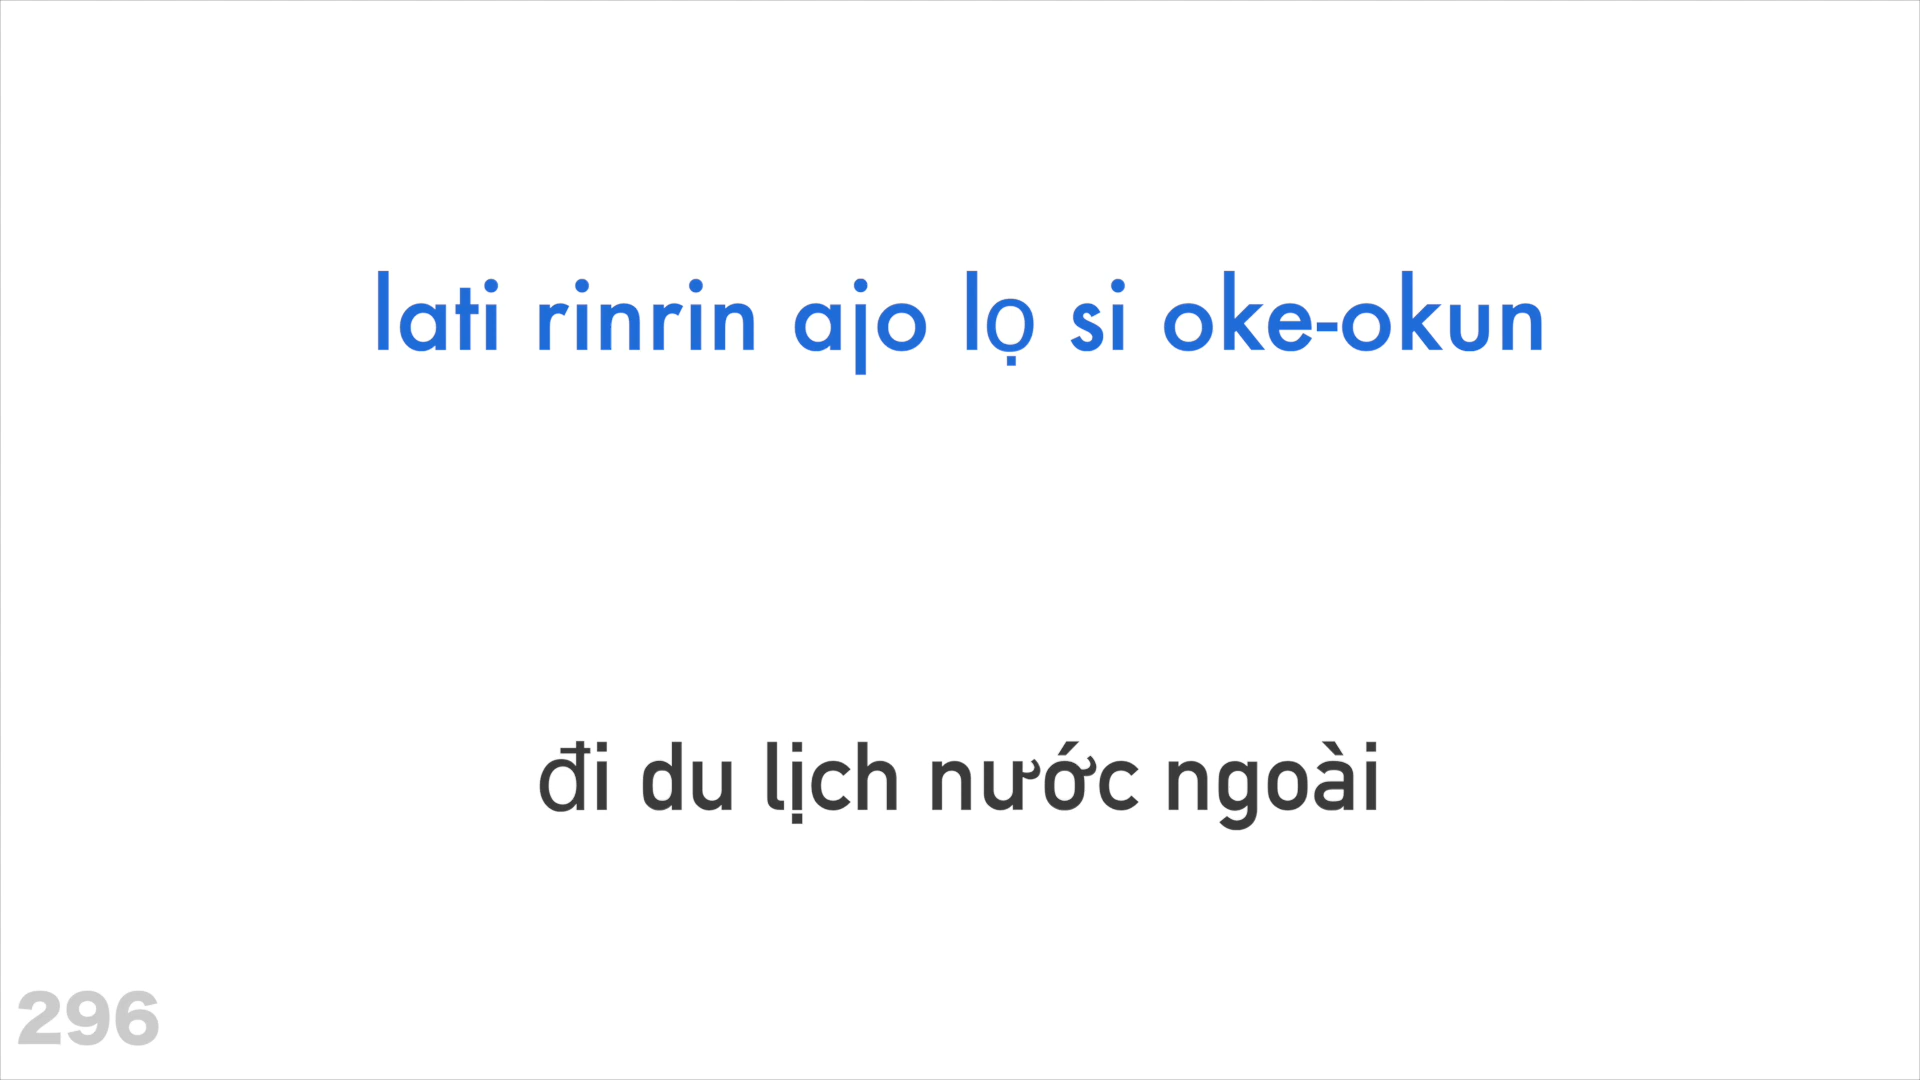 lati rinrin ajo lọ si oke-okun
đi du lịch nước ngoài
296